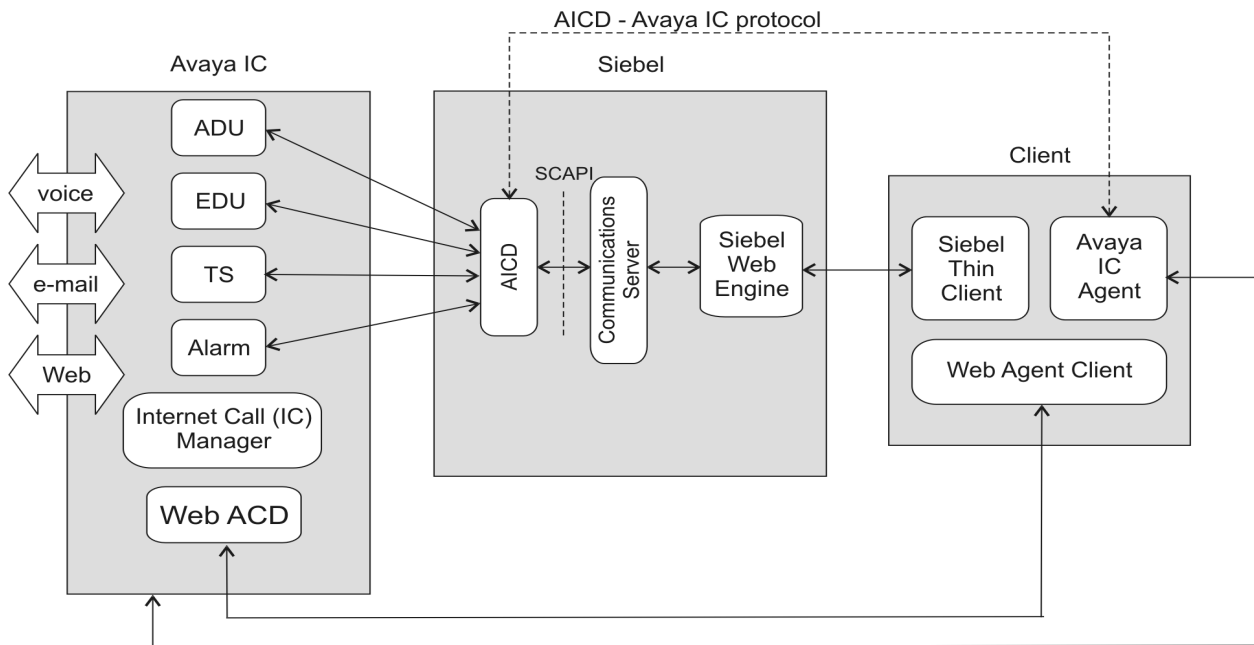 AICD - Avaya IC protocol
Avaya IC
Siebel
Client
ADU
EDU
TS
Alarm
Internet Call (IC)
Manager
Web ACD
voice
e-mail
Web
AICD
SCAPI
Communications
Server
Siebel
Web
Engine
Siebel
Thin
Client
Avaya
IC
Agent
Web Agent Client